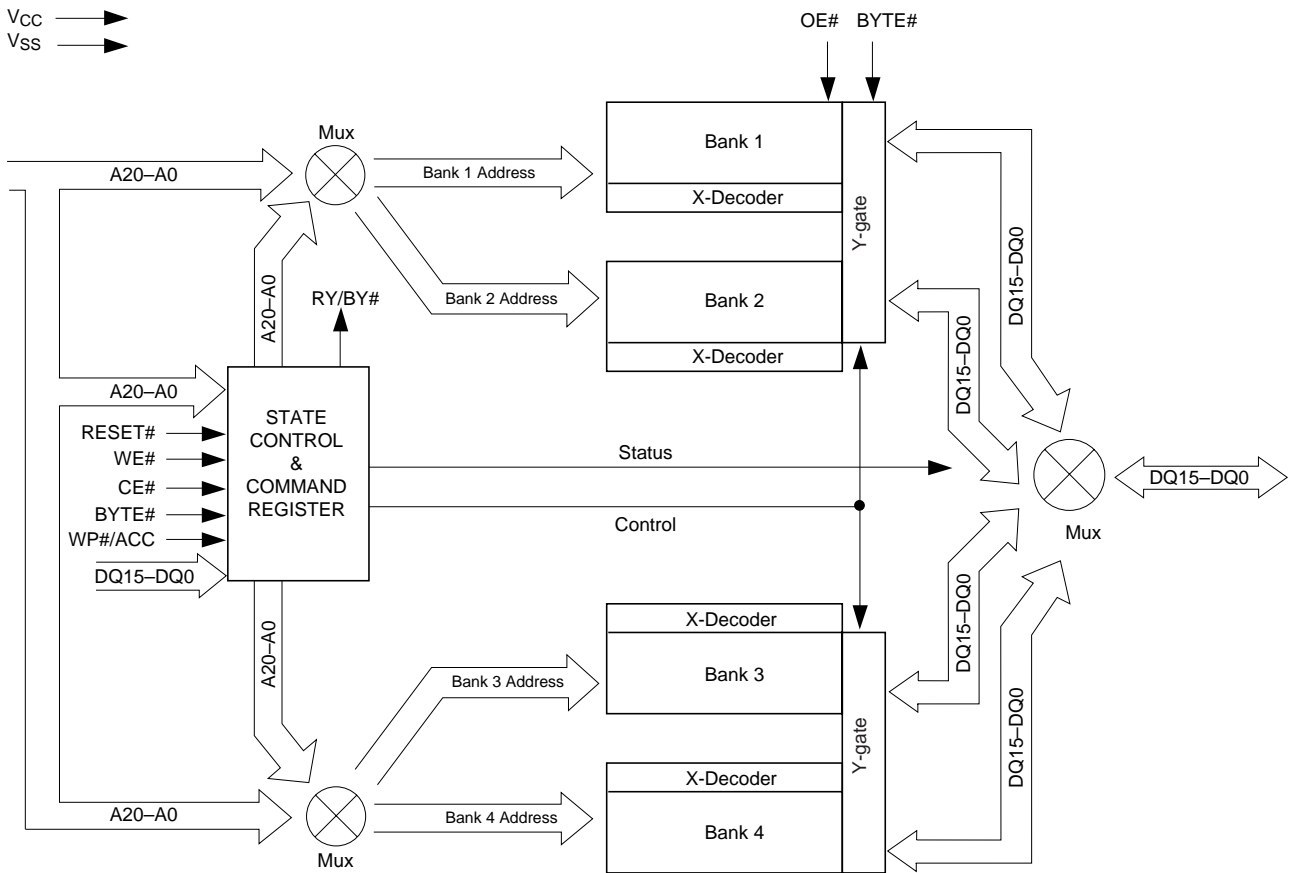 VCC
VSS
OE# BYTE#
Mux
Bank 1
A20–A0
Bank 1 Address
X-Decoder
Y-gate
DQ15–DQ0
A20–A0
RY/BY#
Bank 2 Address
Bank 2
X-Decoder
DQ15–DQ0
A20–A0
STATE
CONTROL
&
COMMAND
REGISTER
RESET#
WE#
CE#
BYTE#
WP#/ACC
DQ15–DQ0
Status
Control
DQ15–DQ0
Mux
A20–A0
X-Decoder
Bank 3 Address
Bank 3
DQ15–DQ0
DQ15–DQ0
Y-gate
X-Decoder
A20–A0
Bank 4 Address
Bank 4
Mux